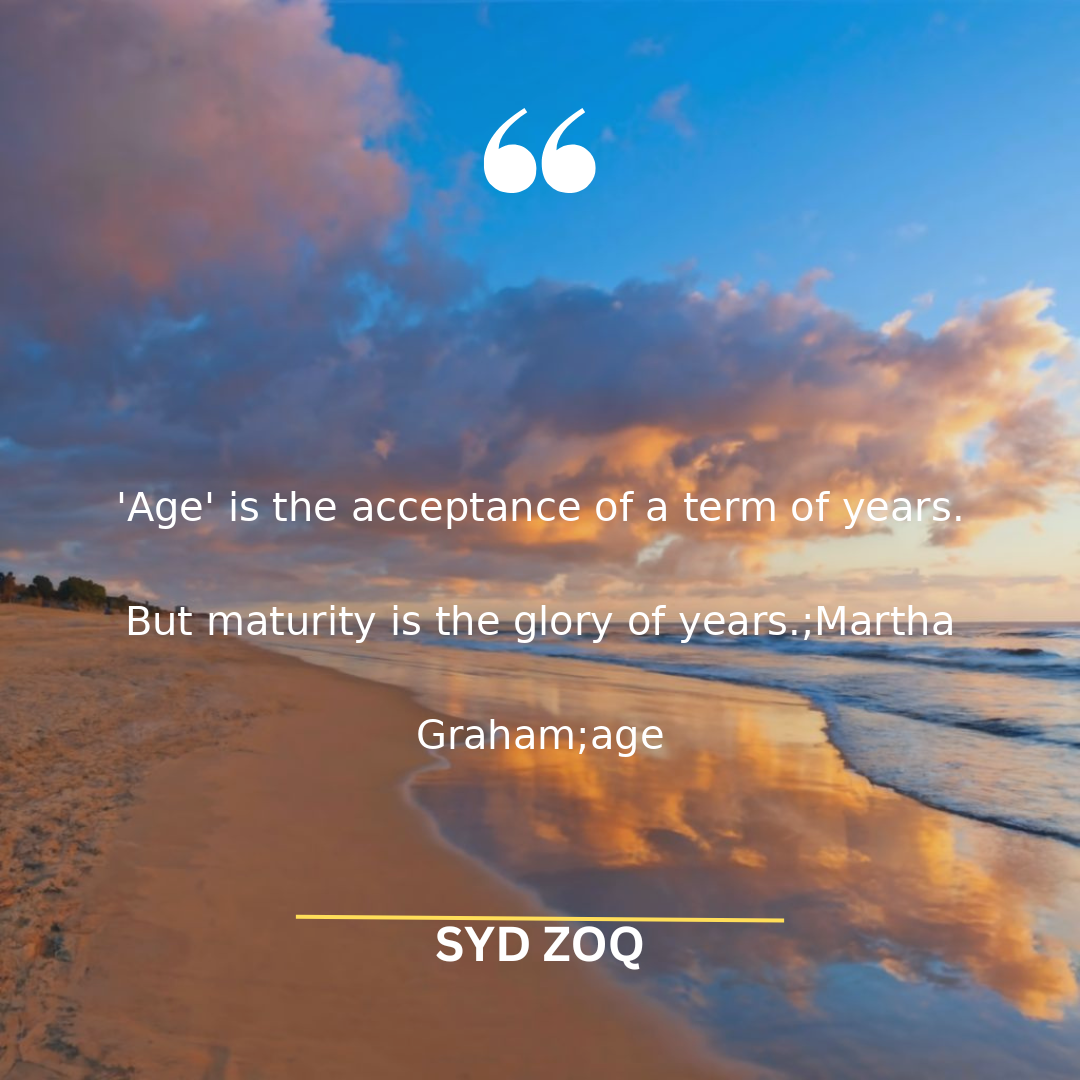 “
'Age' is the acceptance of a term of years.
But maturity is the glory of years.;Martha
Graham;age
SYD ZOQ